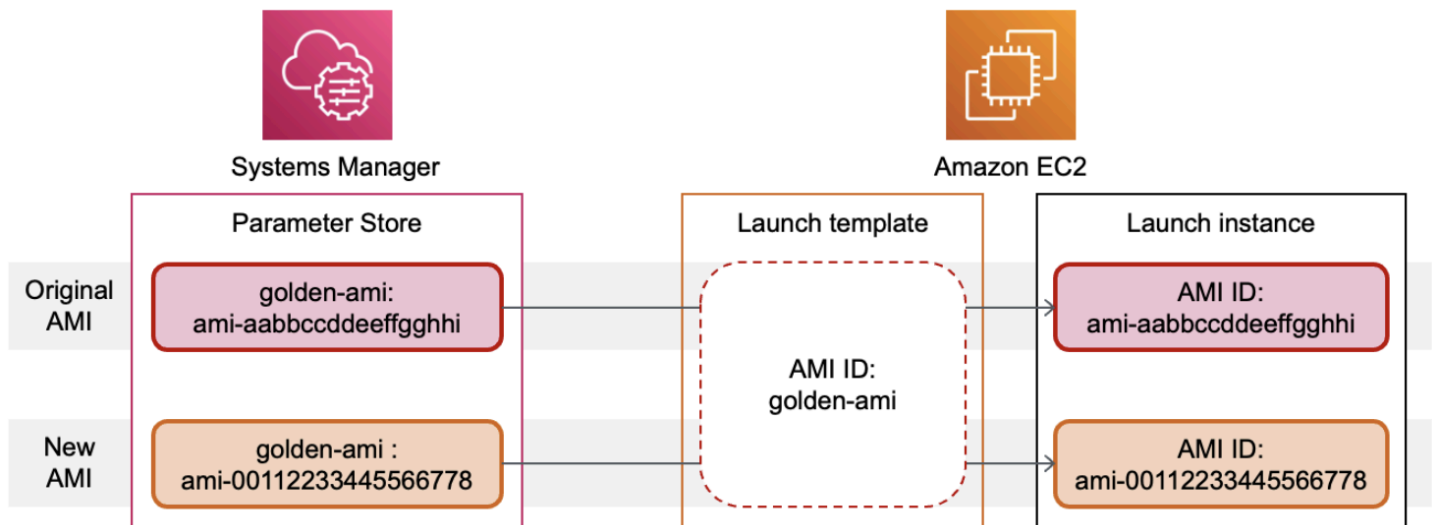 Systems Manager
Amazon EC2
Parameter Store
Launch template
Launch instance
Original
AMI
golden-ami:
ami-aabbccddeeffgghhi
AMI ID:
golden-ami
AMI ID:
ami-aabbccddeeffgghhi
New
AMI
golden-ami :
ami-00112233445566778
AMI ID:
ami-00112233445566778